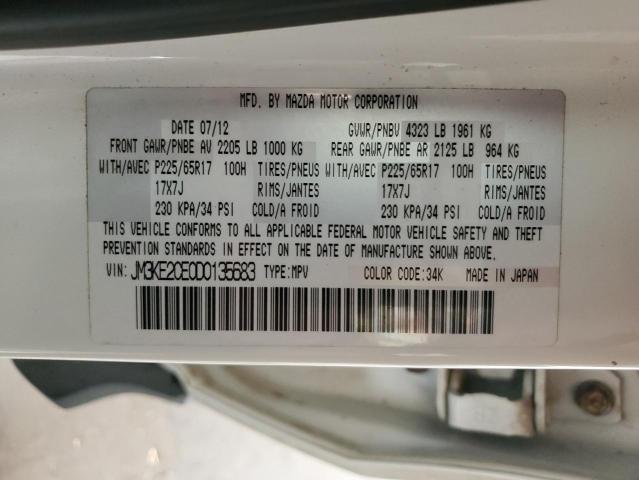 MFD. BY MAZDA MOTOR CORPORATION
DATE 07/12 GVWR/PNBV 4323 LB 1961 KG
FRONT GAWR/PNBE AV 2205 LB 1000 KG REAR GAWR/PNBE AR 2125 LB 964 KG
WITH/AVEC P225/65R17 100H TIRES/PNEUS WITH/AVEC P225/65R17 100H TIRES/PNEUS
17X7J RIMS/JANTES 17X7J RIMS/JANTES
230 KPA/34 PSI COLD/A FROID 230 KPA/34 PSI COLD/A FROID
THIS VEHICLE CONFORMS TO ALL APPLICABLE FEDERAL MOTOR VEHICLE SAFETY AND THEFT
PREVENTION STANDARDS IN EFFECT ON THE DATE OF MANUFACTURE SHOWN ABOVE.
VIN: JM3KE2CE0D0135683 TYPE:MPV COLOR CODE:34K MADE IN JAPAN